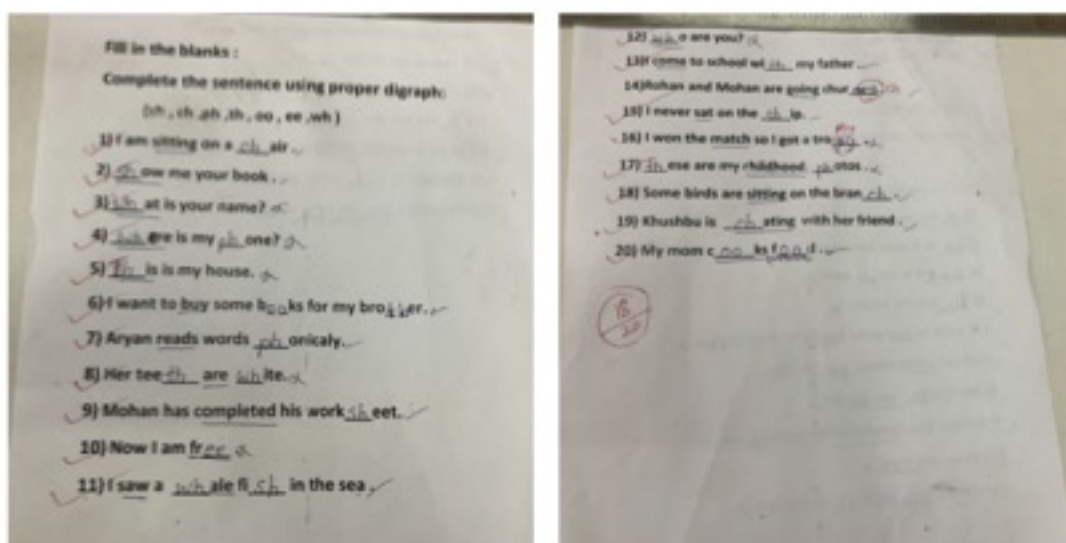 Fill in the blanks :
Complete the sentence using proper digraph:
(sh , ch ,ph ,th , oo , ee ,wh )
1) I am sitting on a ch air
2) sh ow me your book .
3) wh at is your name?
4) wh ere is my ph one?
5) Th is is my house.
6) I want to buy some b oo ks for my bro th er.
7) Aryan reads words ph onicaly.
8) Her tee th are wh ite.
9) Mohan has completed his work sh eet.
10) Now I am fr ee
11) I saw a wh ale fi sh in the sea
12) wh o are you?
13)I come to school wi th my father
14)Rohan and Mohan are going chur ch
15) I never sat on the sh ip.
16) I won the match so I got a tro
17) Th ese are my childhood ph otos .
18) Some birds are sitting on the bran ch .
19) Khushbu is ch ating with her friend .
20) My mom c oo ks f oo d .
18
20